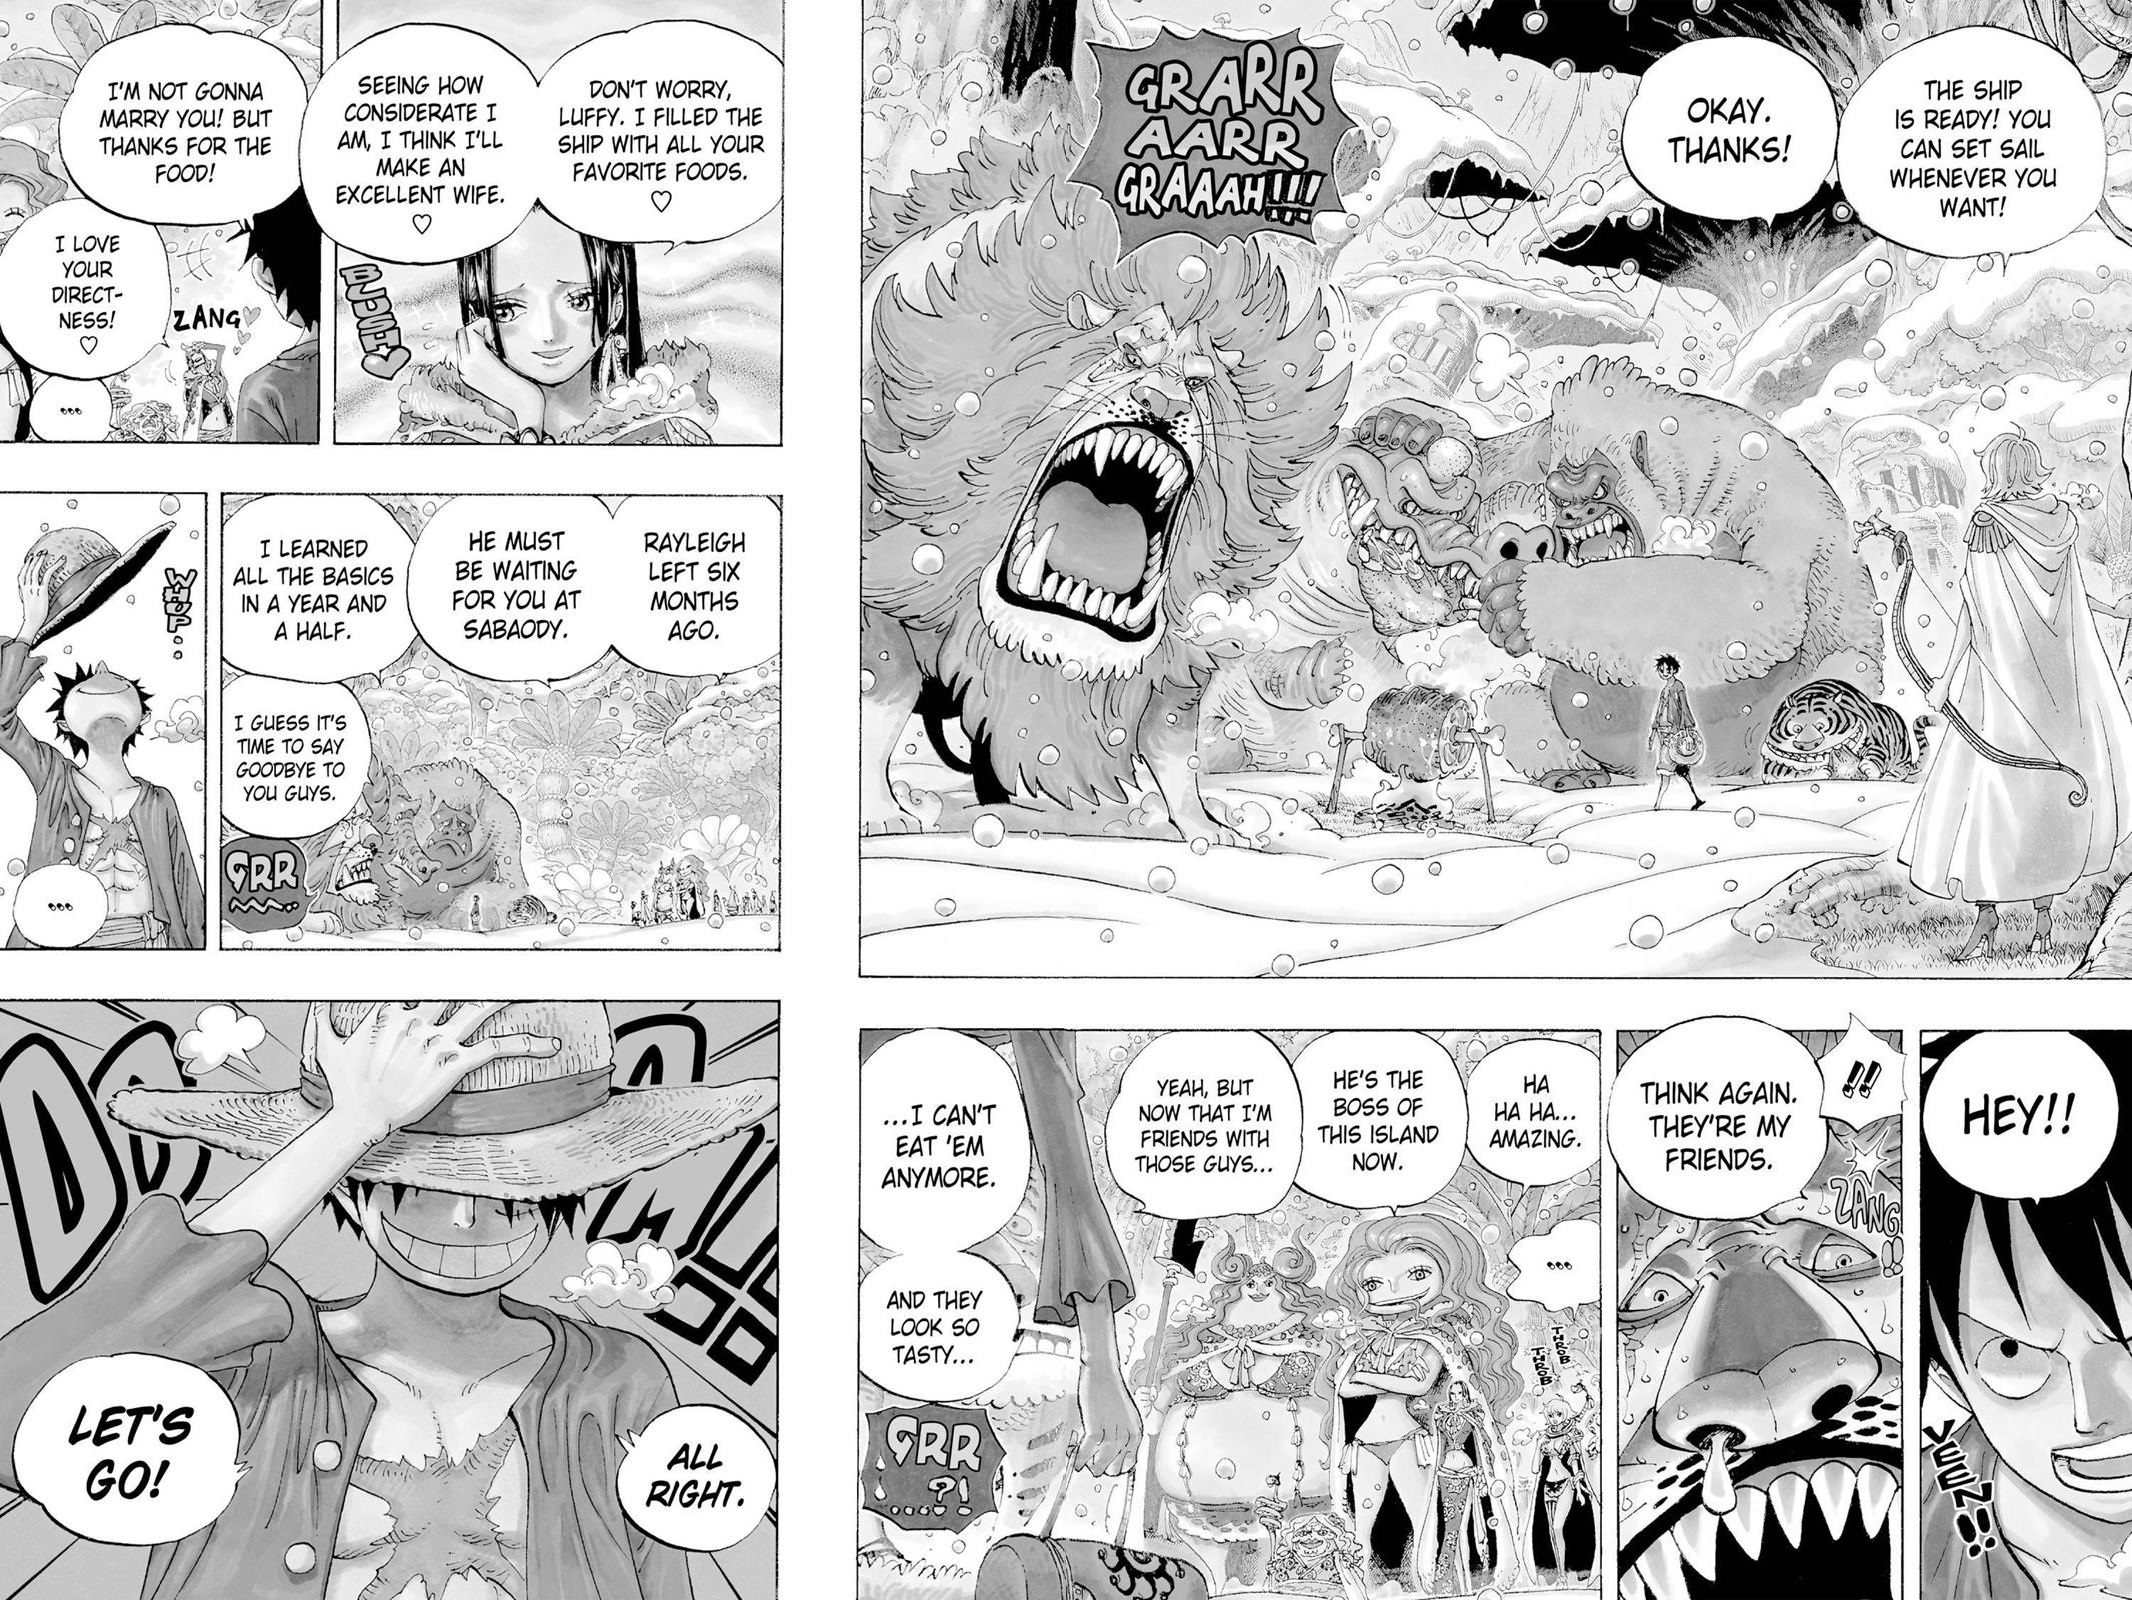 THE SHIP
IS READY! YOU
CAN SET SAIL
WHENEVER YOU
WANT!
OKAY.
THANKS!
GRARR
AARR
GRAAAH!!!
HEY!!
VEEN!!
!!
THINK AGAIN.
THEY'RE MY
FRIENDS.
ZANG!!
HA
HA HA...
AMAZING.
HE'S THE
BOSS OF
THIS ISLAND
NOW.
...
THROB
THROB
YEAH, BUT
NOW THAT I'M
FRIENDS WITH
THOSE GUYS...
...I CAN'T
EAT 'EM
ANYMORE.
AND THEY
LOOK SO
TASTY...
GRR
....?!
DON'T WORRY,
LUFFY. I FILLED THE
SHIP WITH ALL YOUR
FAVORITE FOODS.
♡
SEEING HOW
CONSIDERATE I
AM, I THINK I'LL
MAKE AN
EXCELLENT WIFE.
♡
BLUSH
I'M NOT GONNA
MARRY YOU! BUT
THANKS FOR THE
FOOD!
I LOVE
YOUR
DIRECT-
NESS!
♡
ZANG
...
RAYLEIGH
LEFT SIX
MONTHS
AGO.
HE MUST
BE WAITING
FOR YOU AT
SABAODY.
I LEARNED
ALL THE BASICS
IN A YEAR AND
A HALF.
I GUESS IT'S
TIME TO SAY
GOODBYE TO
YOU GUYS.
GRR
WHUP..
...
ALL
RIGHT.
LET'S
GO!